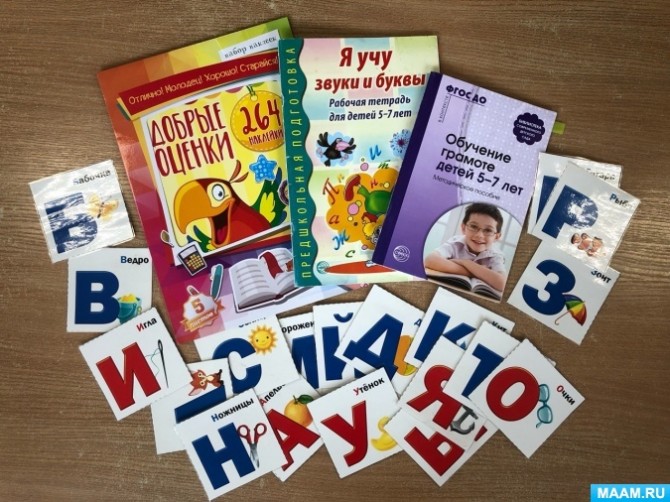 набор наклеек
Отлично! Молодец! Хорошо! Старайся!
ДОБРЫЕ
ОЦЕНКИ
264
наклейки
5
ПРЕДШКОЛЬНАЯ ПОДГОТОВКА
Я учу
звуки и буквы
Рабочая тетрадь
для детей 5–7 лет
ФГОС ДО
Обучение
грамоте
детей 5–7 лет
Методическое пособие
Бабочка
Б
Ведро
В
Игла
И
Ножницы
Н
С
А
Утёнок
У
Й
Д
К
Ю
Я
Ы
Очки
О
Зонт
З
Р
MAAM.RU